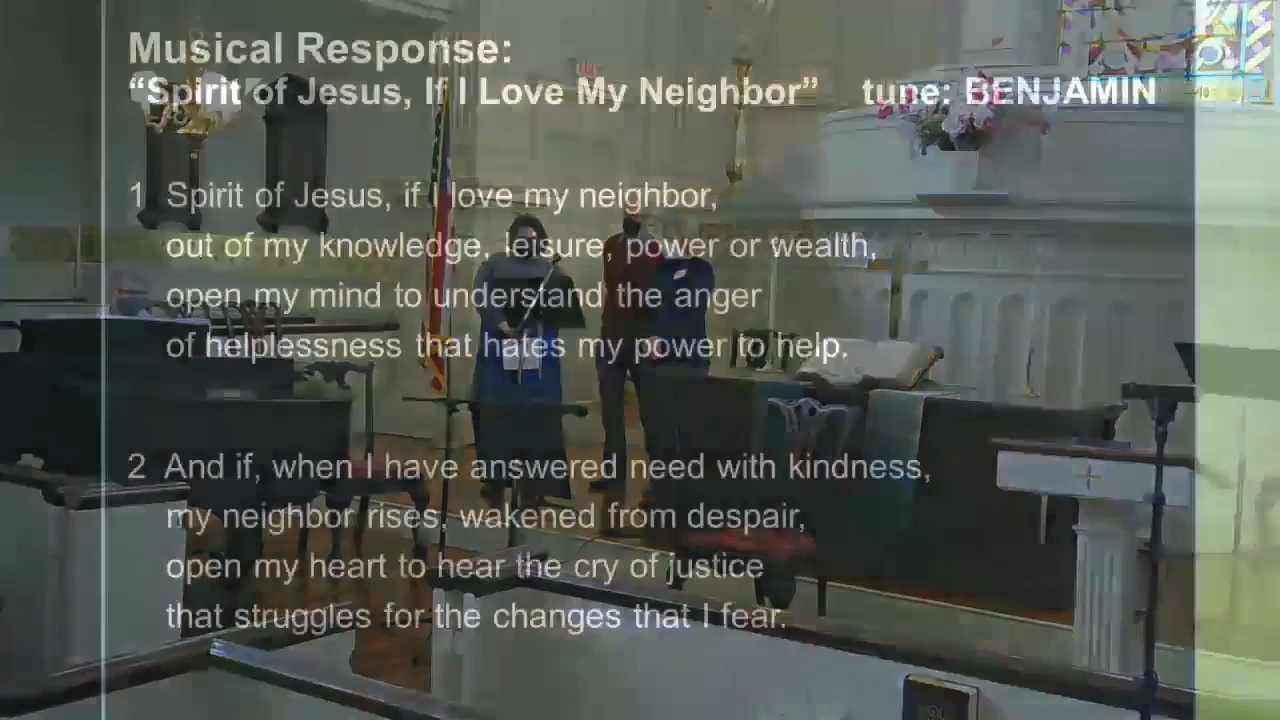 Musical Response:
“Spirit of Jesus, If I Love My Neighbor” tune: BENJAMIN
1 Spirit of Jesus, if I love my neighbor,
out of my knowledge, leisure, power or wealth,
open my mind to understand the anger
of helplessness that hates my power to help.
2 And if, when I have answered need with kindness,
my neighbor rises, wakened from despair,
open my heart to hear the cry of justice
that struggles for the changes that I fear.